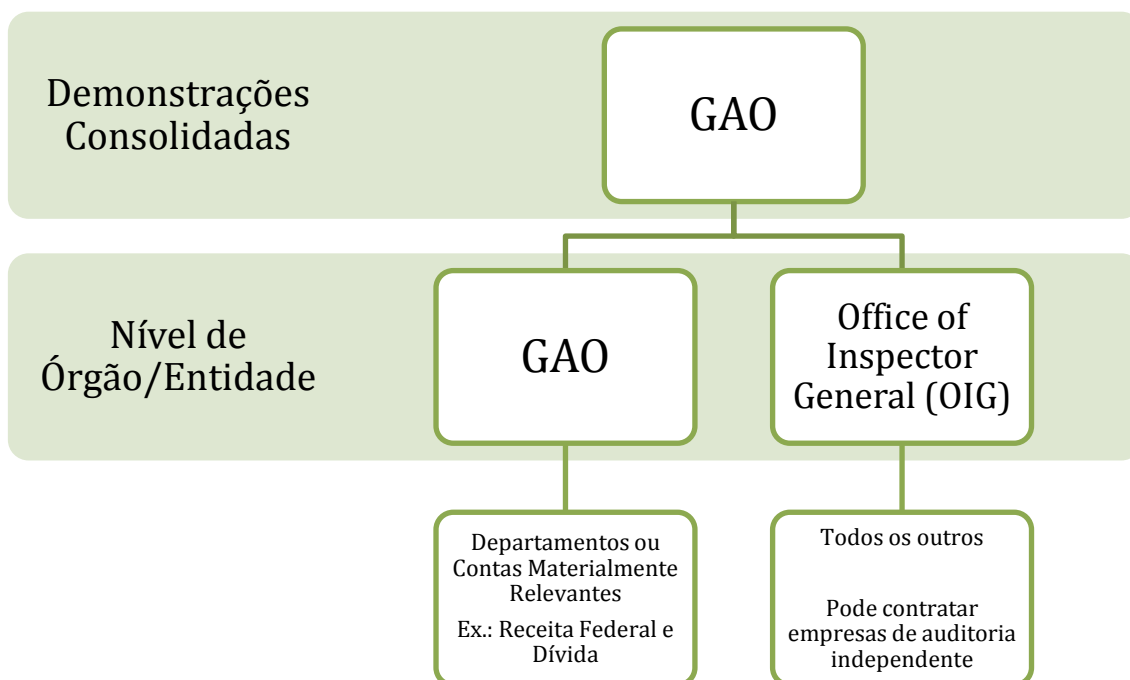 Demonstrações
Consolidadas
GAO
Nível de
Órgão/Entidade
GAO
Office of
Inspector
General (OIG)
Departamentos ou
Contas Materialmente
Relevantes
Ex.: Receita Federal e
Dívida
Todos os outros
Pode contratar
empresas de auditoria
independente